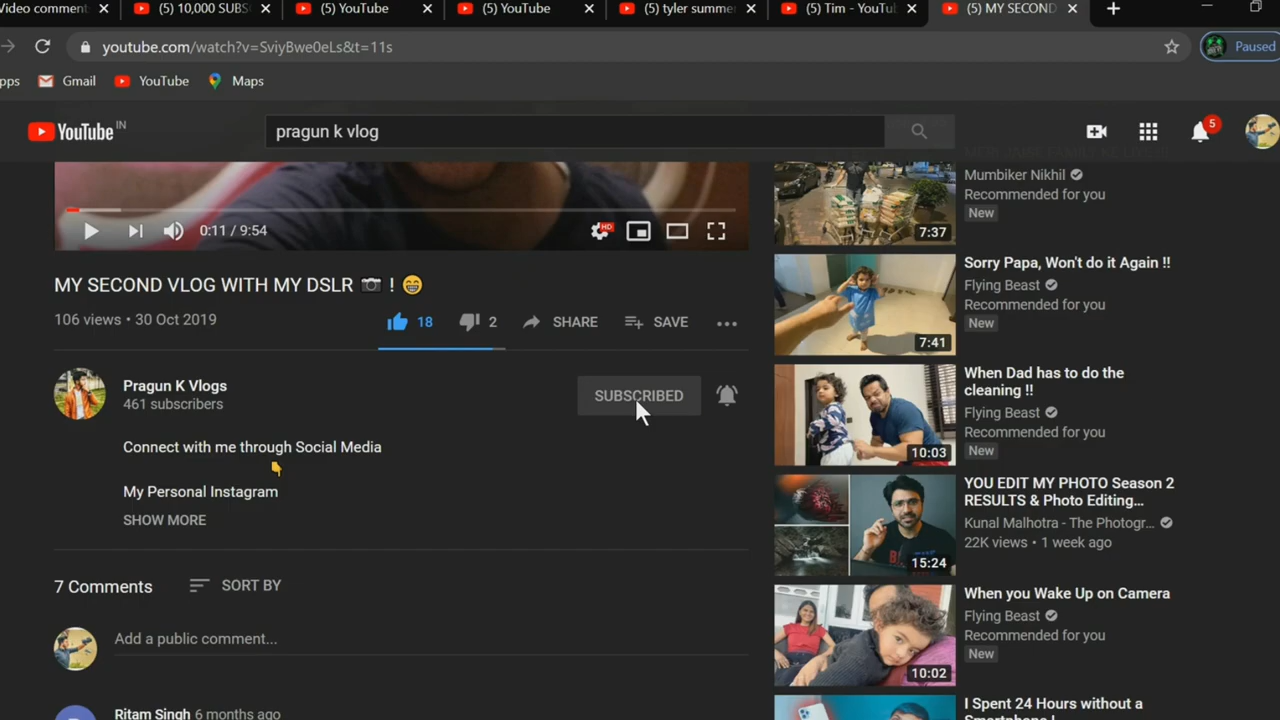 Video comment
(5) 10,000 SUBS
(5) YouTube
(5) YouTube
(5) tyler summer
(5) Tim - YouTu
(5) MY SECOND
youtube.com/watch?v=SviyBwe0eLs&t=11s
Paused
pps
Gmail
YouTube
Maps
YouTube IN
pragun k vlog
5
0:11 / 9:54
HD
MY SECOND VLOG WITH MY DSLR 📷 ! 😁
106 views • 30 Oct 2019
18
2
SHARE
SAVE
Pragun K Vlogs
461 subscribers
SUBSCRIBED
Connect with me through Social Media
👇
My Personal Instagram
SHOW MORE
7 Comments
SORT BY
Add a public comment...
Ritam Singh 6 months ago
Mumbiker Nikhil
Recommended for you
New
7:37
Sorry Papa, Won't do it Again !!
Flying Beast
Recommended for you
New
7:41
When Dad has to do the
cleaning !!
Flying Beast
Recommended for you
New
10:03
YOU EDIT MY PHOTO Season 2
RESULTS & Photo Editing...
Kunal Malhotra - The Photogr...
22K views • 1 week ago
15:24
When you Wake Up on Camera
Flying Beast
Recommended for you
New
10:02
I Spent 24 Hours without a
Smartphone !